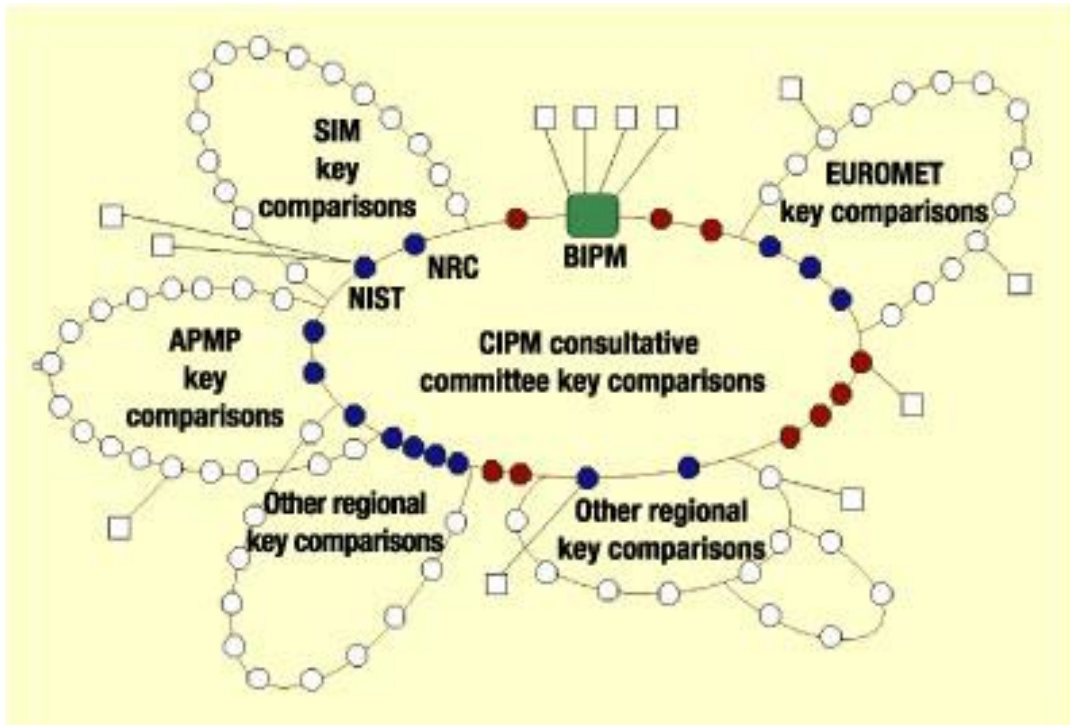 SIM
key
comparisons
EUROMET
key comparisons
BIPM
NRC
NIST
APMP
key
comparisons
CIPM consultative
committee key comparisons
Other regional
key comparisons
Other regional
key comparisons